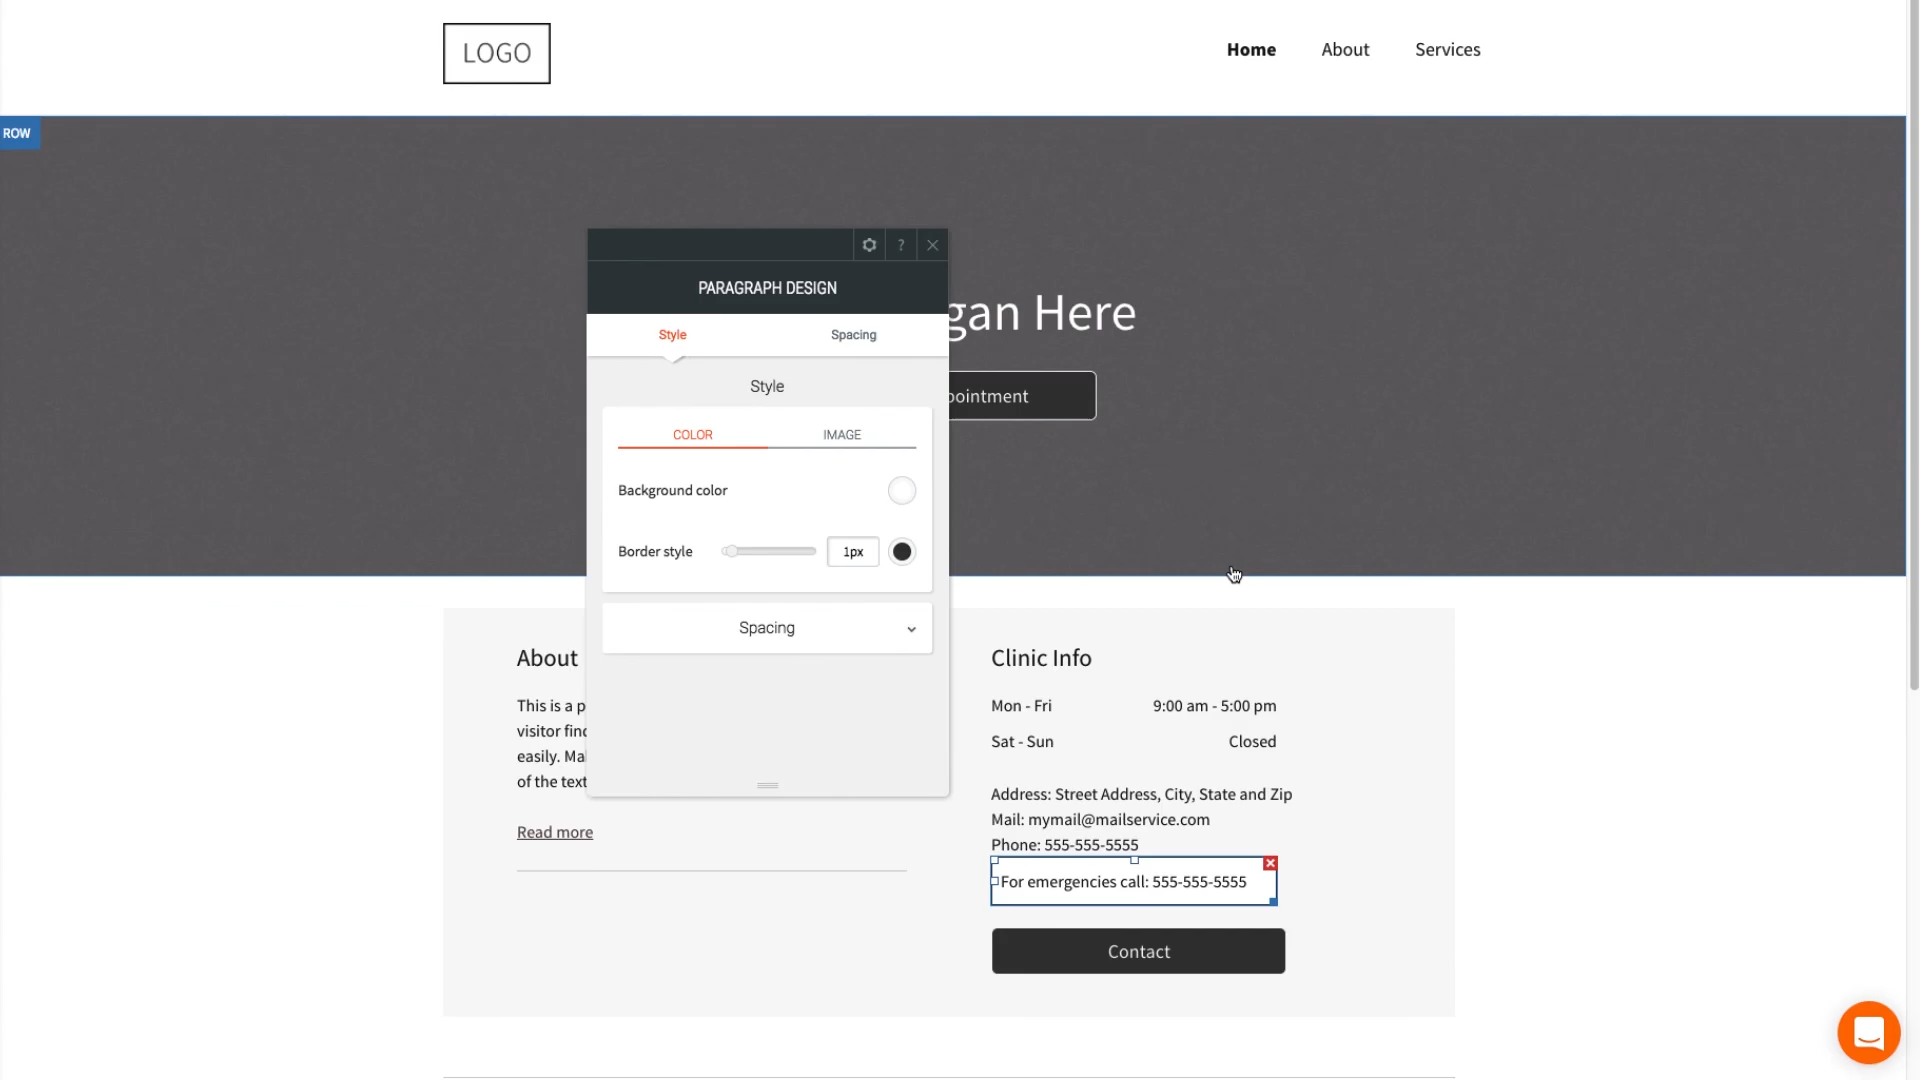 LOGO
Home
About
Services
ROW
?
PARAGRAPH DESIGN
Style
Spacing
Style
COLOR
IMAGE
Background color
Border style
1px
Spacing
gan Here
pointment
About
This is a p
visitor find
easily. Ma
of the text
Read more
Clinic Info
Mon - Fri
9:00 am - 5:00 pm
Sat - Sun
Closed
Address: Street Address, City, State and Zip
Mail: mymail@mailservice.com
Phone: 555-555-5555
For emergencies call: 555-555-5555
Contact